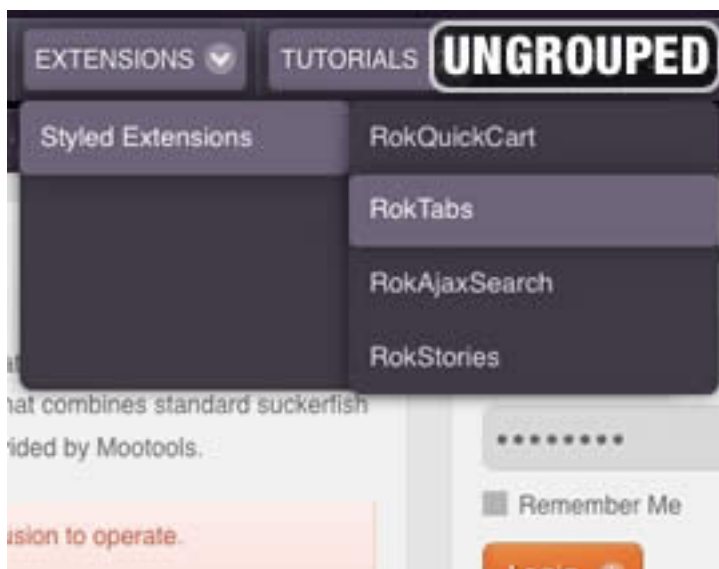 EXTENSIONS TUTORIALS UNGROUPED
Styled Extensions RokQuickCart
RokTabs
RokAjaxSearch
RokStories
hat combines standard suckerfish
vided by Mootools.
Remember Me
usion to operate.